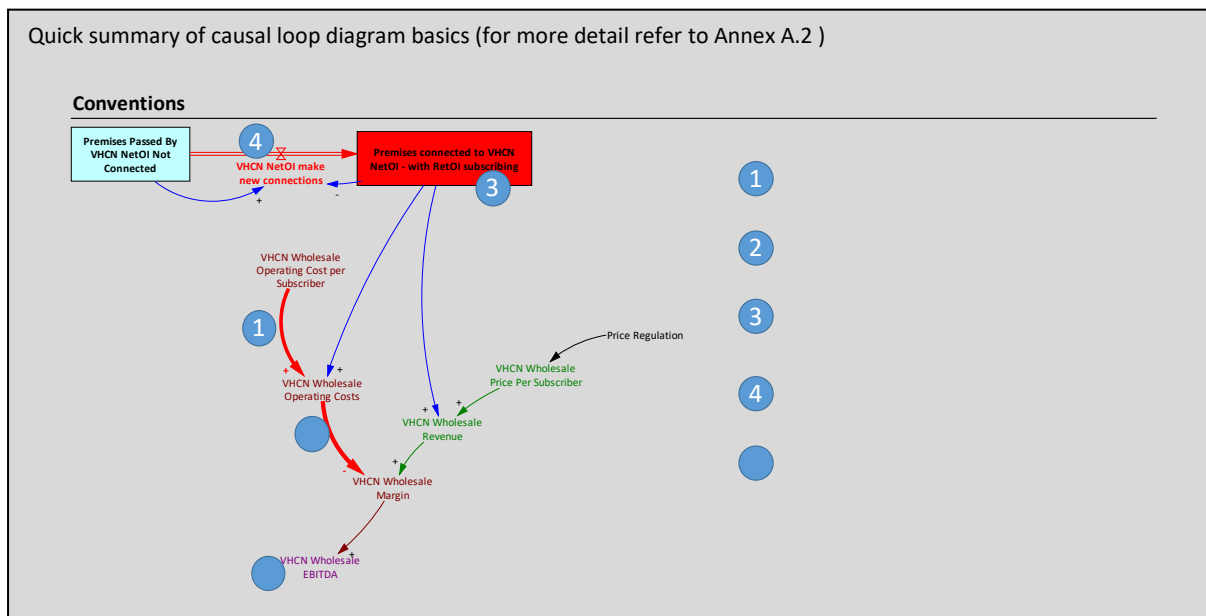 Quick summary of causal loop diagram basics (for more detail refer to Annex A.2 )
Conventions
Premises Passed By
VHCN NetOI Not
Connected
4
VHCN NetOI make
new connections
Premises connected to VHCN
NetOI - with RetOI subscribing
3
+
-
VHCN Wholesale
Operating Cost per
Subscriber
1
+
+
VHCN Wholesale
Operating Costs
Price Regulation
VHCN Wholesale
Price Per Subscriber
+
+
VHCN Wholesale
Revenue
+
-
VHCN Wholesale
Margin
+
VHCN Wholesale
EBITDA
1
2
3
4